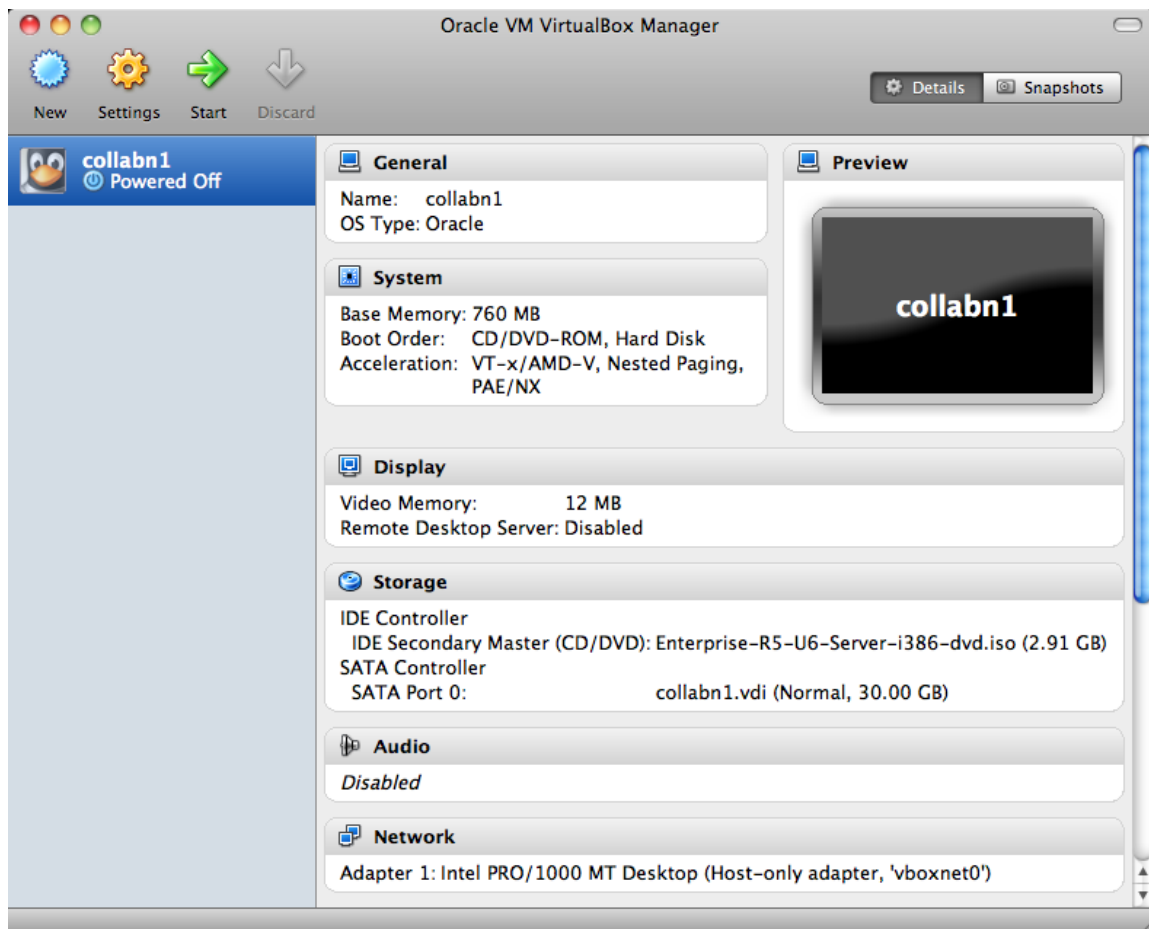 Oracle VM VirtualBox Manager
New Settings Start Discard
Details Snapshots
collabn1
Powered Off
General
Name: collabn1
OS Type: Oracle
System
Base Memory: 760 MB
Boot Order: CD/DVD-ROM, Hard Disk
Acceleration: VT-x/AMD-V, Nested Paging,
PAE/NX
Preview
collabn1
Display
Video Memory: 12 MB
Remote Desktop Server: Disabled
Storage
IDE Controller
IDE Secondary Master (CD/DVD): Enterprise-R5-U6-Server-i386-dvd.iso (2.91 GB)
SATA Controller
SATA Port 0: collabn1.vdi (Normal, 30.00 GB)
Audio
Disabled
Network
Adapter 1: Intel PRO/1000 MT Desktop (Host-only adapter, 'vboxnet0')